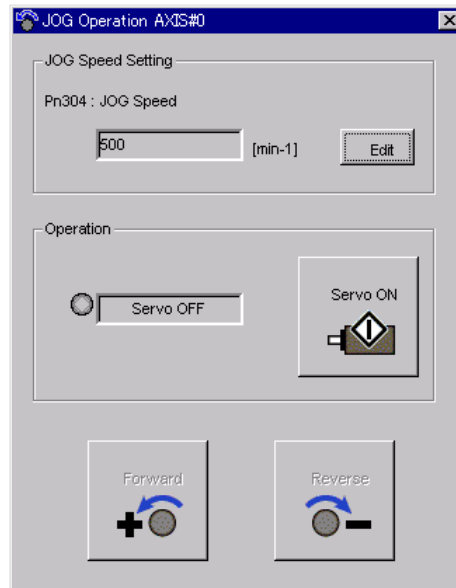 JOG Operation AXIS#0
JOG Speed Setting
Pn304 : JOG Speed
500 [min-1] Edit
Operation
Servo OFF
Servo ON
Forward
Reverse